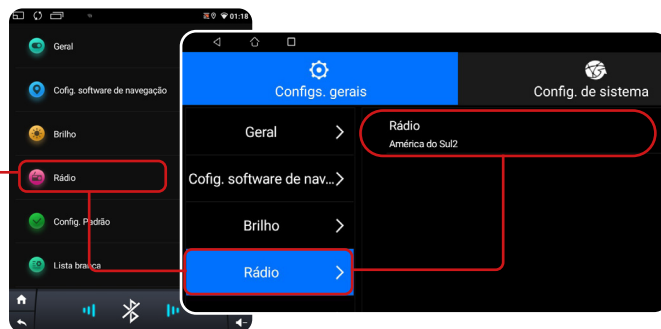 01:18
Geral
Cofig. software de navegação
Brilho
Rádio
Config. Padrão
Lista branca
Configs. gerais
Config. de sistema
Geral
Cofig. software de nav...
Brilho
Rádio
Rádio
América do Sul2